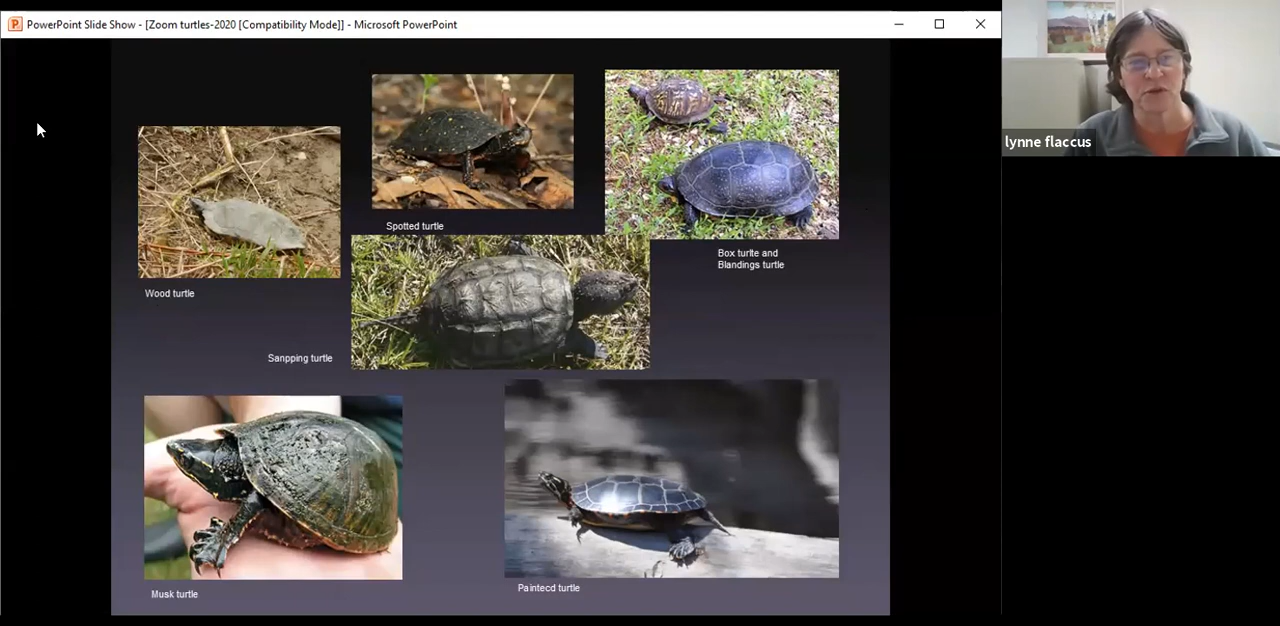 PowerPoint Slide Show - [Zoom turtles-2020 [Compatibility Mode]] - Microsoft PowerPoint
lynne flaccus
Spotted turtle
Box turlte and
Blandings turtle
Wood turtle
Sanpping turtle
Musk turtle
Paintecd turtle